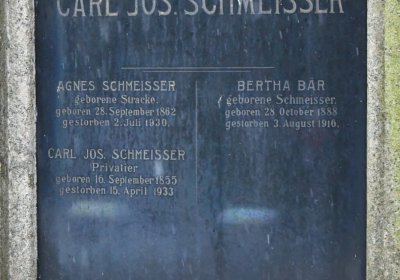 CARL JOS. SCHMEISSER
AGNES SCHMEISSER
geborene Stracke.
geboren 28. September 1862
gestorben 2. Juli 1930.
CARL JOS. SCHMEISSER
Privatier
geboren 16. September 1855
gestorben 15. April 1933
BERTHA BÄR
geborene Schmeisser.
geboren 28. October 1888
gestorben 3. August 1916.